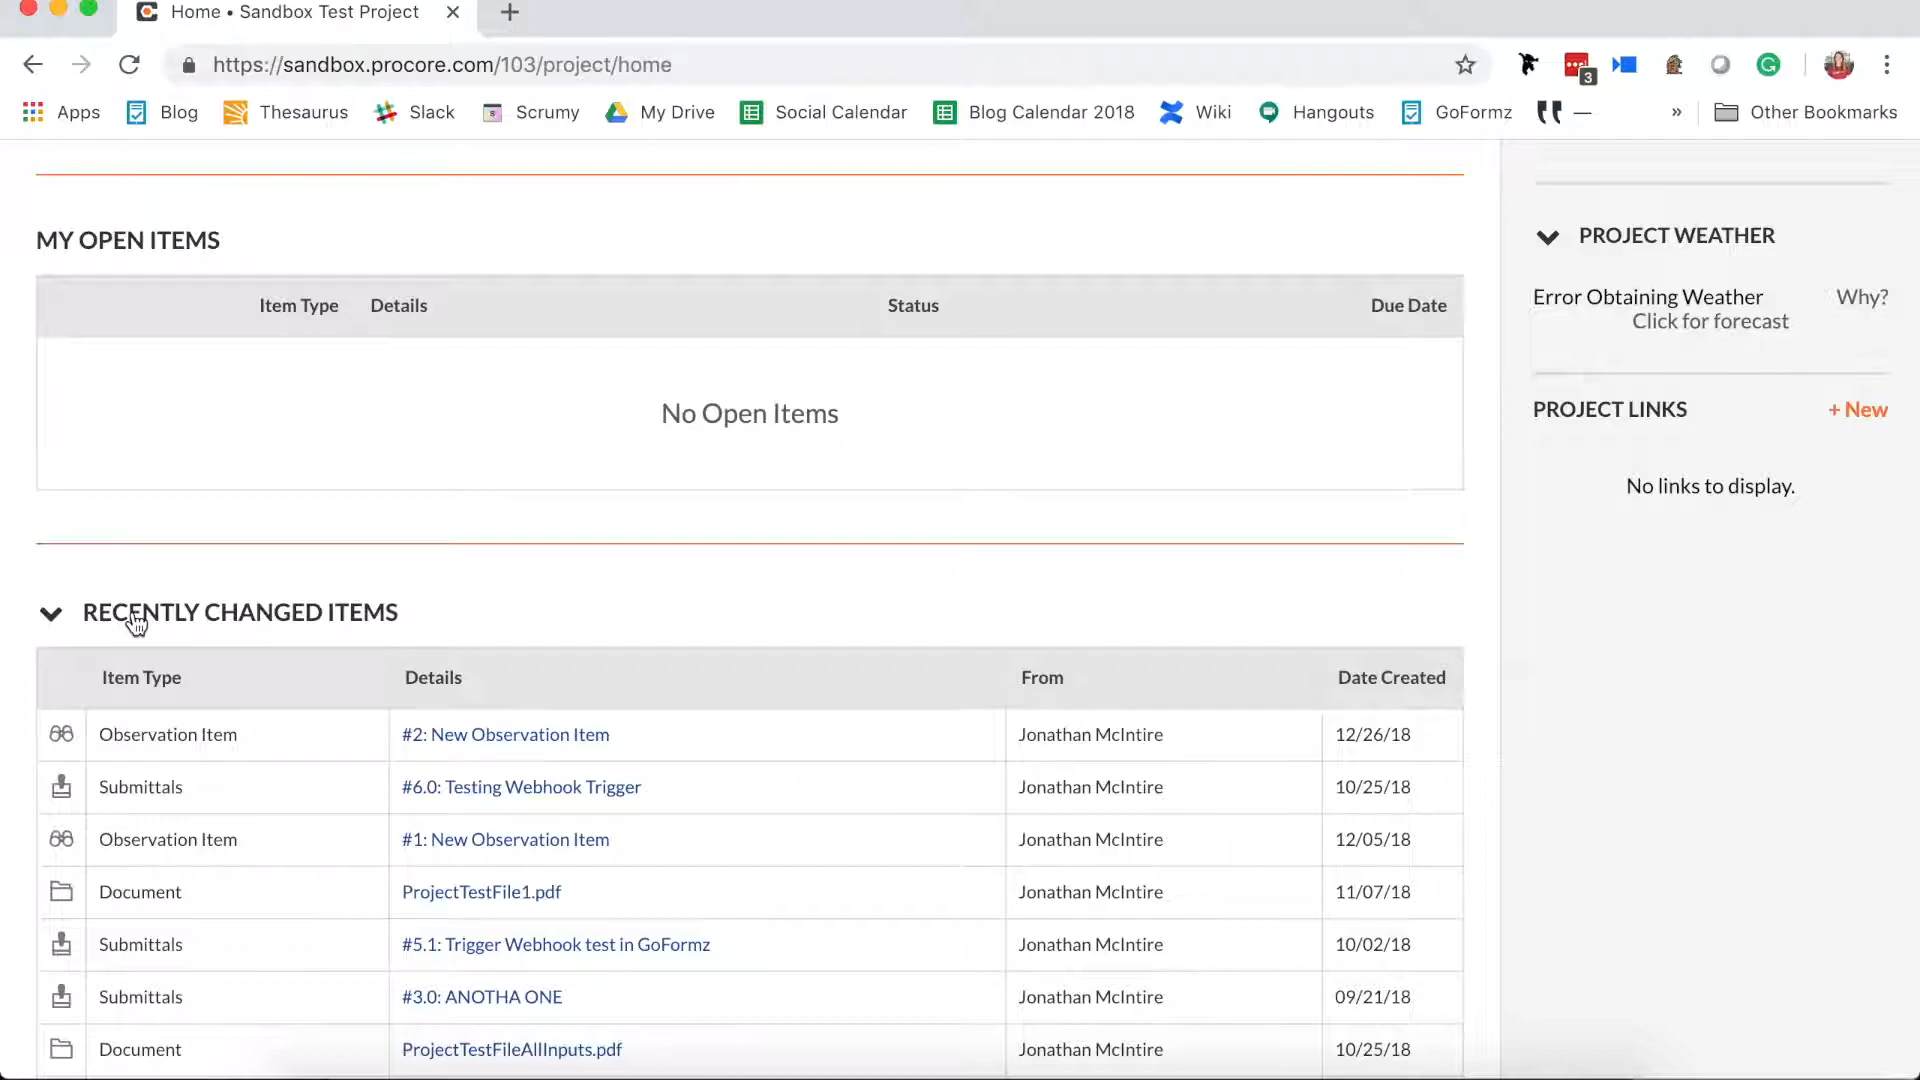 Home • Sandbox Test Project
https://sandbox.procore.com/103/project/home
3
Apps Blog Thesaurus Slack Scrumy My Drive Social Calendar Blog Calendar 2018 Wiki Hangouts GoFormz — » Other Bookmarks
MY OPEN ITEMS
Item Type Details Status Due Date
No Open Items
RECENTLY CHANGED ITEMS
Item Type Details From Date Created
Observation Item #2: New Observation Item Jonathan McIntire 12/26/18
Submittals #6.0: Testing Webhook Trigger Jonathan McIntire 10/25/18
Observation Item #1: New Observation Item Jonathan McIntire 12/05/18
Document ProjectTestFile1.pdf Jonathan McIntire 11/07/18
Submittals #5.1: Trigger Webhook test in GoFormz Jonathan McIntire 10/02/18
Submittals #3.0: ANOTHA ONE Jonathan McIntire 09/21/18
Document ProjectTestFileAllInputs.pdf Jonathan McIntire 10/25/18
PROJECT WEATHER
Error Obtaining Weather Why?
Click for forecast
PROJECT LINKS + New
No links to display.